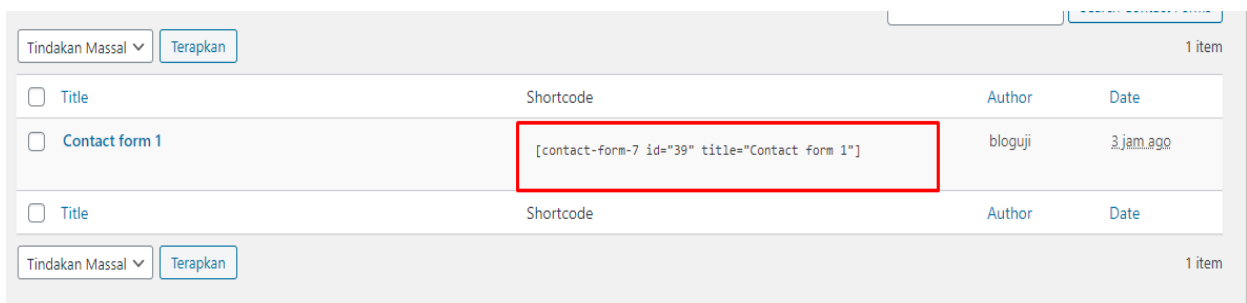 Tindakan Massal Terapkan 1 item
Title Shortcode Author Date
Contact form 1 [contact-form-7 id="39" title="Contact form 1"] bloguji 3 jam ago
Title Shortcode Author Date
Tindakan Massal Terapkan 1 item